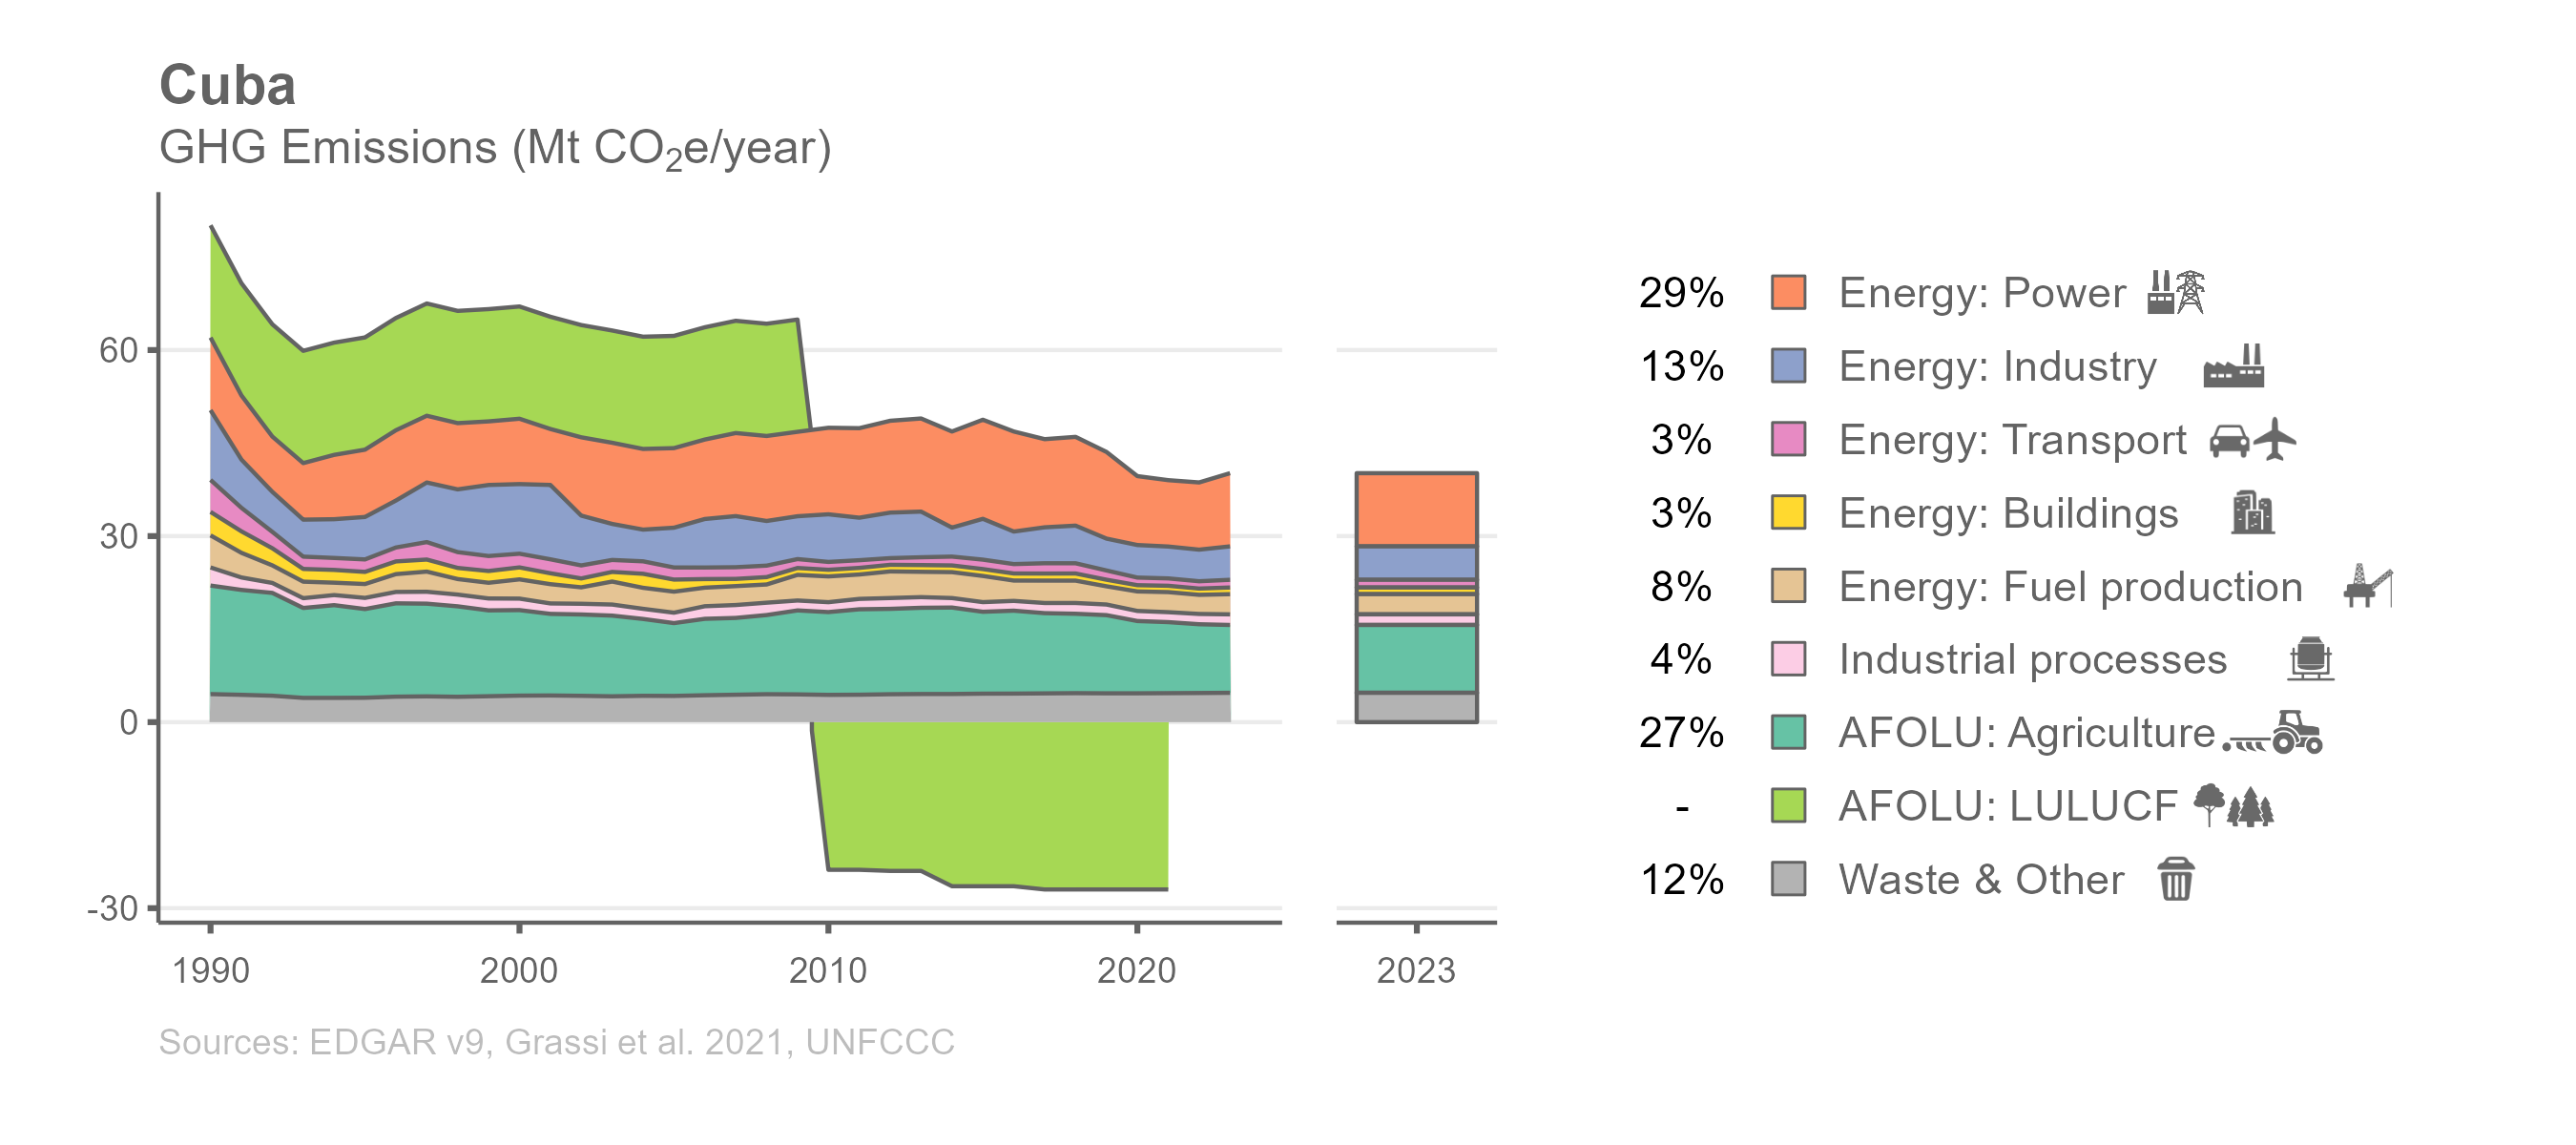 Cuba
GHG Emissions (Mt CO₂e/year)
60
30
0
-30
1990 2000 2010 2020 2023
29% Energy: Power
13% Energy: Industry
3% Energy: Transport
3% Energy: Buildings
8% Energy: Fuel production
4% Industrial processes
27% AFOLU: Agriculture
- AFOLU: LULUCF
12% Waste & Other
Sources: EDGAR v9, Grassi et al. 2021, UNFCCC